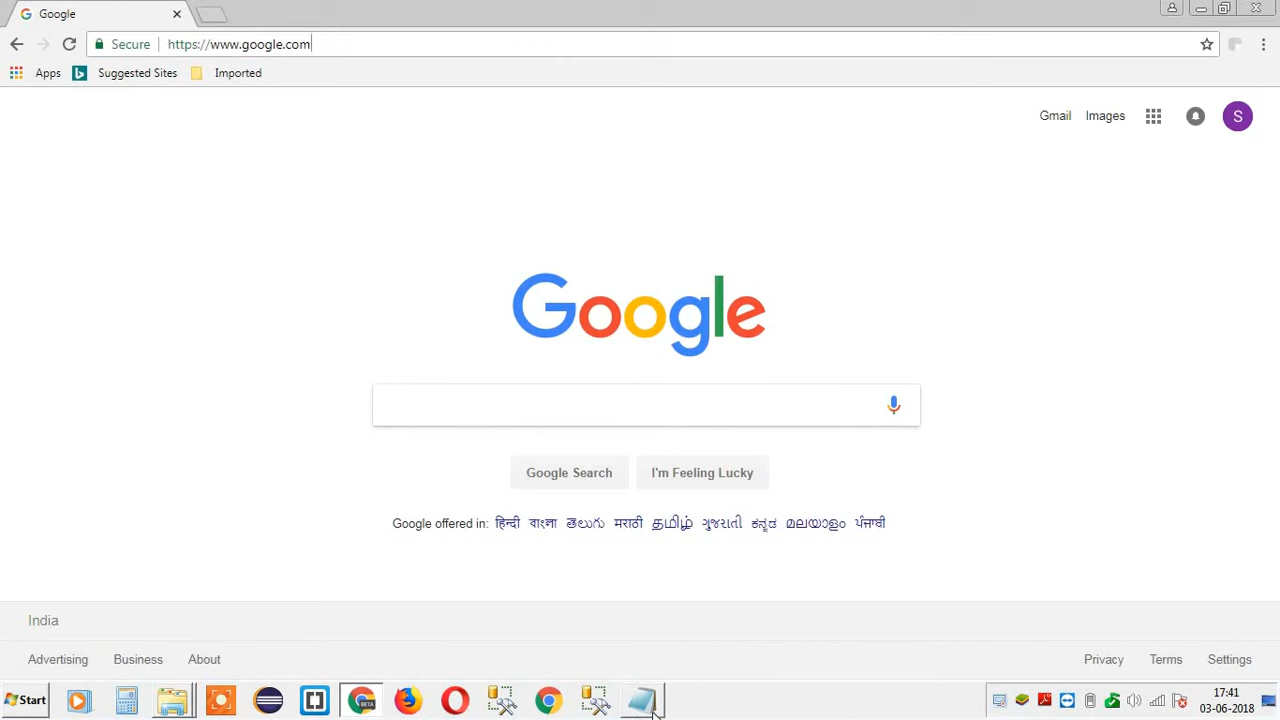 Google
Secure https://www.google.com
Apps Suggested Sites Imported
Gmail Images S
Google
Google Search I'm Feeling Lucky
Google offered in: हिन्दी বাংলা తెలుగు मराठी தமிழ் ગુજરાતી ಕನ್ನಡ മലയാളം ਪੰਜਾਬੀ
India
Advertising Business About Privacy Terms Settings
Start BETA 17:41
03-06-2018